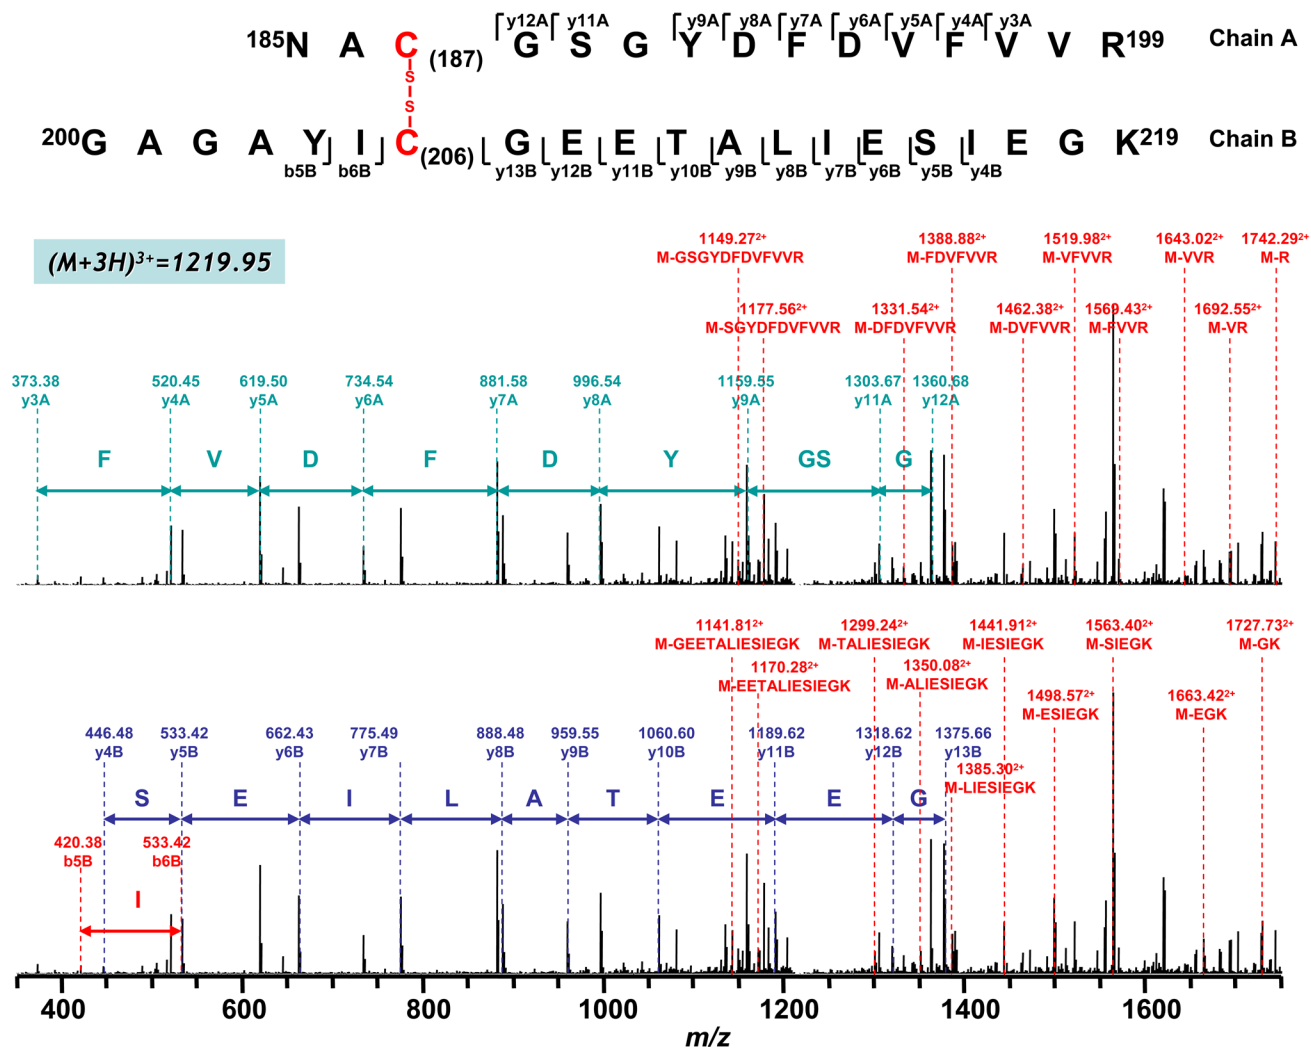 y12A y11A y9A y8A y7A y6A y5A y4A y3A
185N A C (187) G S G Y D F D V F V V R199 Chain A
S
S
200G A G A Y I C (206) G E E T A L I E S I E G K219 Chain B
b5B b6B y13B y12B y11B y10B y9B y8B y7B y6B y5B y4B
(M+3H)3+=1219.95
1149.272+ 1388.882+ 1519.982+ 1643.022+ 1742.292+
M-GSGYDFDVFVVR M-FDVFVVR M-VFVVR M-VVR M-R
1177.562+ 1331.542+ 1462.382+ 1569.432+ 1692.552+
M-SGYDFDVFVVR M-DFDVFVVR M-DVFVVR M-FVVR M-VR
373.38 520.45 619.50 734.54 881.58 996.54 1159.55 1303.67 1360.68
y3A y4A y5A y6A y7A y8A y9A y11A y12A
F V D F D Y GS G
1141.812+ 1299.242+ 1441.912+ 1563.402+ 1727.732+
M-GEETALIESIEGK M-TALIESIEGK M-IESIEGK M-SIEGK M-GK
1170.282+ 1350.082+
M-EETALIESIEGK M-ALIESIEGK
1498.572+ 1663.422+
M-ESIEGK M-EGK
446.48 533.42 662.43 775.49 888.48 959.55 1060.60 1189.62 1318.62 1375.66
y4B y5B y6B y7B y8B y9B y10B y11B y12B y13B
1385.302+
M-LIESIEGK
S E I L A T E E G
420.38 533.42
b5B b6B
I
400 600 800 1000 1200 1400 1600
m/z